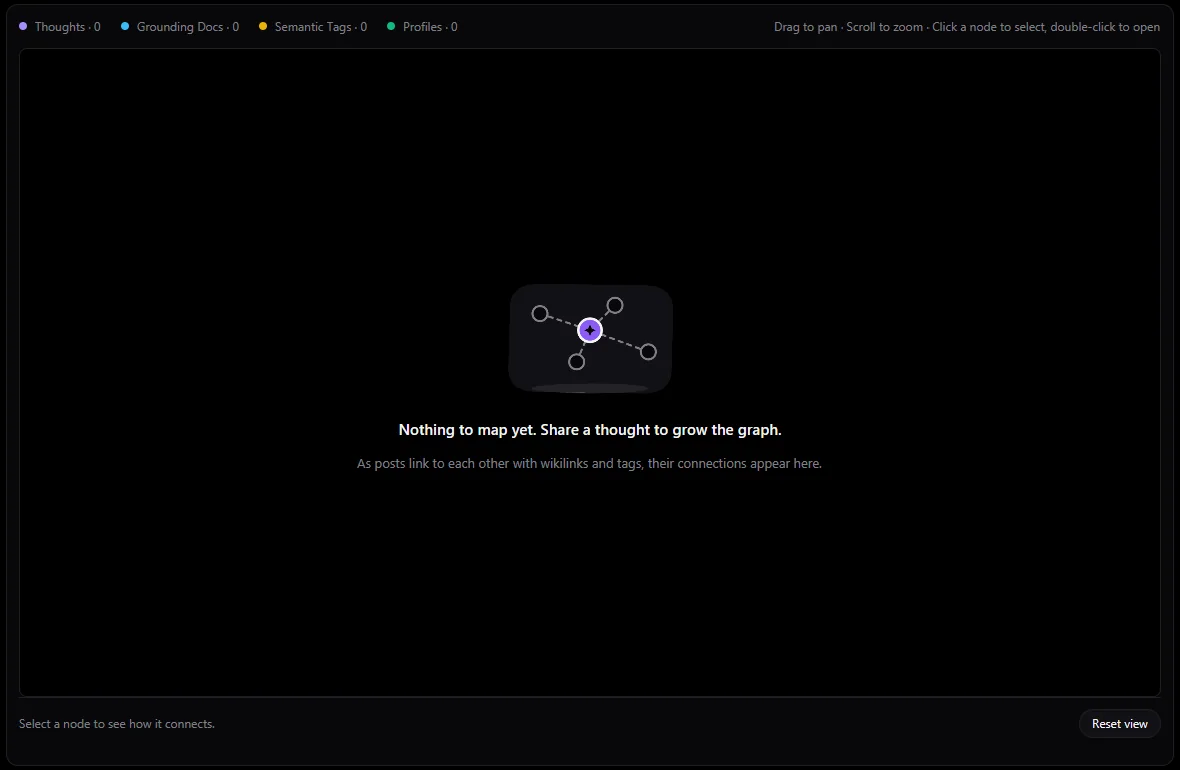 Thoughts · 0 Grounding Docs · 0 Semantic Tags · 0 Profiles · 0 Drag to pan · Scroll to zoom · Click a node to select, double-click to open
Nothing to map yet. Share a thought to grow the graph.
As posts link to each other with wikilinks and tags, their connections appear here.
Select a node to see how it connects. Reset view